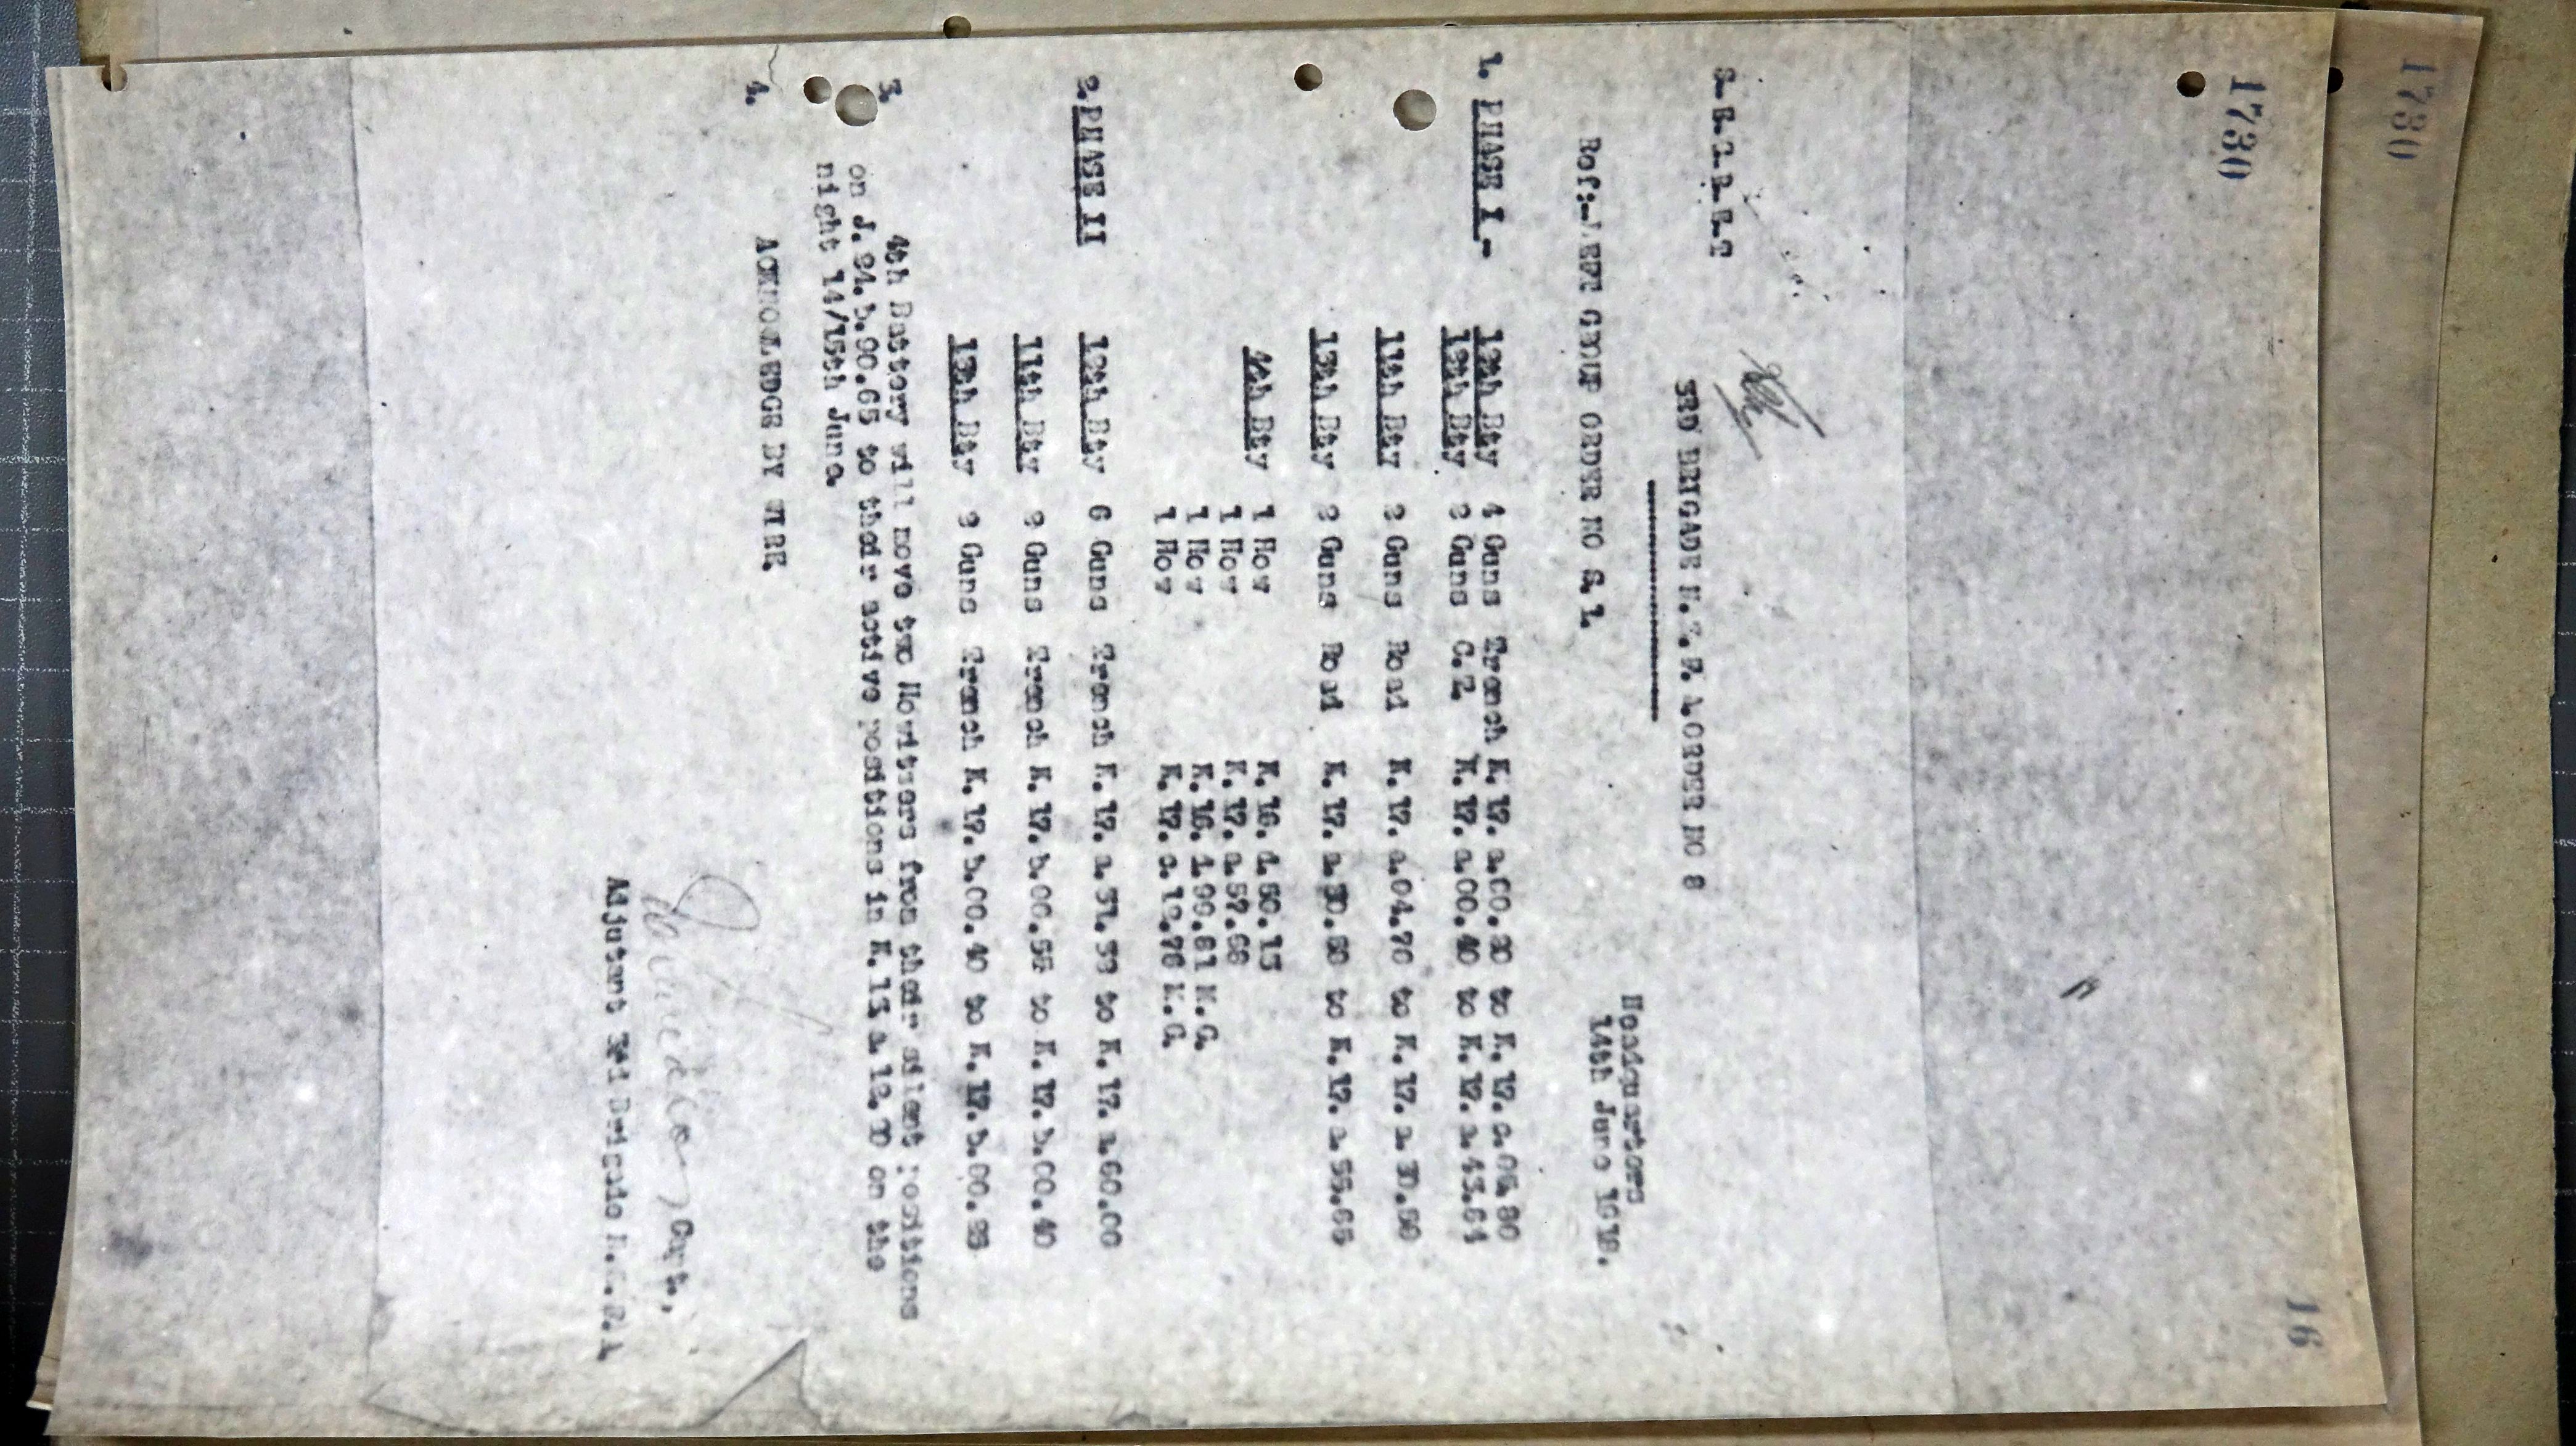 1730
1730
16
S.E.C.R.E.T
3RD BRIGADE N.Z.F.A. ORDER NO 8
Headquarters
14th June 1918.
Ref:-LEFT GROUP ORDER NO G.1.
1. PHASE I.-
12th Bty 4 Guns Trench K.17.a.00.20 to K.17.c.05.80
12th Bty 2 Guns C.T. K.17.a.00.40 to K.17.a.43.64
11th Bty 2 Guns Road K.17.a.04.70 to K.17.a.30.50
13th Bty 2 Guns Road K.17.a.30.50 to K.17.a.55.65
4th Bty 1 How K.16.d.50.15
1 How K.17.a.57.68
1 How K.16.d.99.81 M.G.
1 How K.17.c.12.76 M.G.
2. PHASE II
12th Bty 6 Guns Trench K.17.a.31.33 to K.17.a.60.00
11th Bty 2 Guns Trench K.17.b.00.55 to K.17.b.00.40
13th Bty 2 Guns Trench K.17.b.00.40 to K.17.b.00.25
3. 4th Battery will move two Howitzers from their silent positions
on J.24.b.90.65 to their active positions in K.13 a.12.30 on the
night 14/15th June.
4. ACKNOWLEDGE BY WIRE.
Capt.,
Adjutant 3rd Brigade N.Z.F.A.